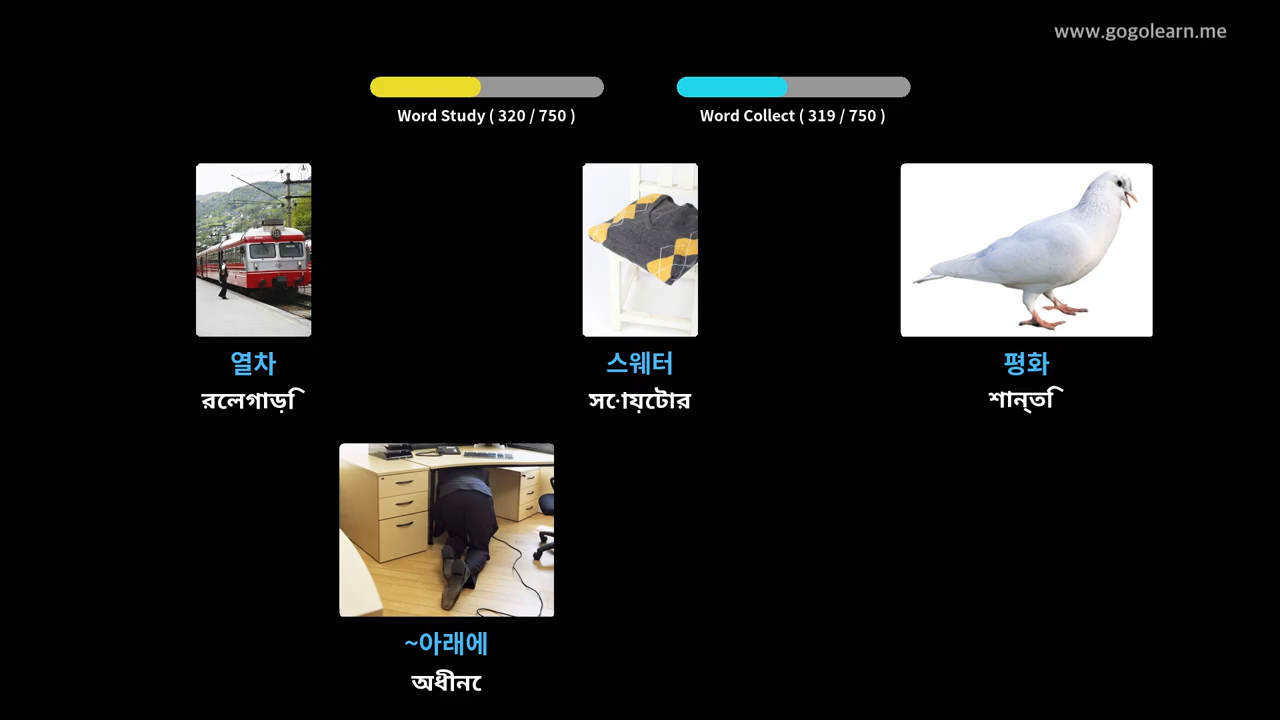 www.gogolearn.me
Word Study ( 320 / 750 )
Word Collect ( 319 / 750 )
열차
রেলগাড়ি
스웨터
সোয়েটার
평화
শান্তি
~아래에
অধীনে